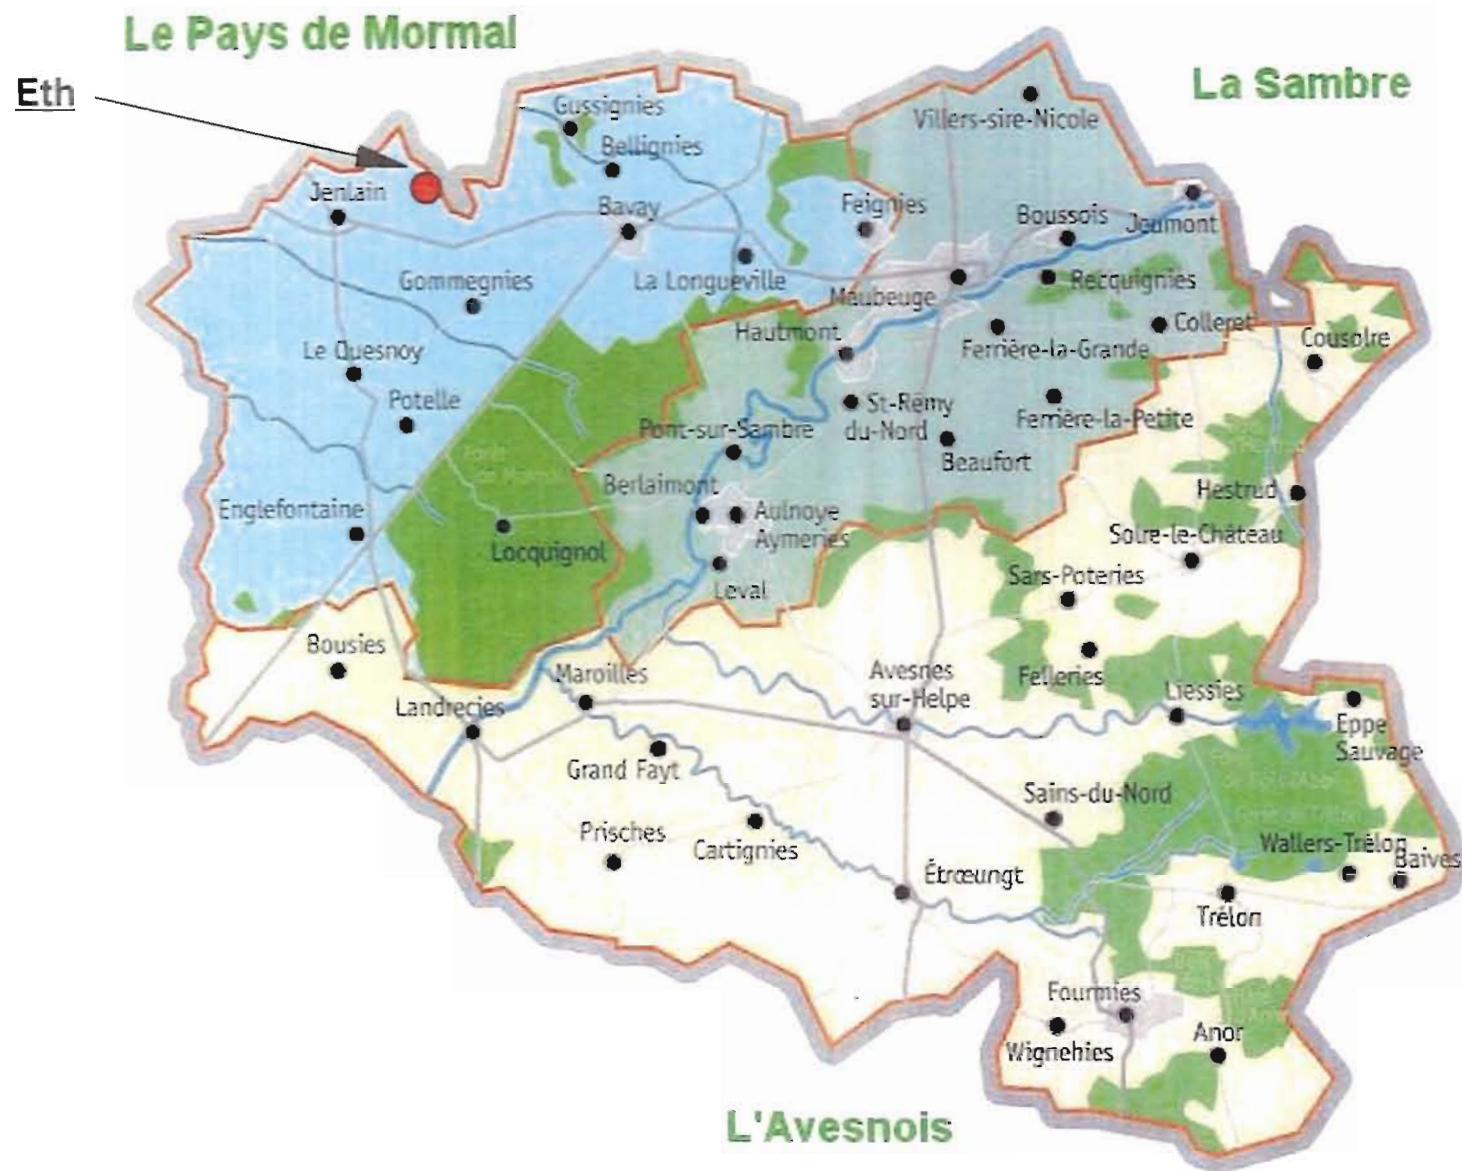 Le Pays de Mormal
La Sambre
Eth
Villers-sire-Nicole
Gussignies
Bellignies
Jenlain
Bavay
Feignies
Boussois
Jeumont
Gommegnies
La Longueville
Maubeuge
Recquignies
Hautmont
Colleret
Cousolre
Le Quesnoy
Ferrière-la-Grande
Potelle
St-Rémy
du-Nord
Ferrière-la-Petite
Pont-sur-Sambre
Beaufort
Berlaimont
Hestrud
Englefontaine
Aulnoye
Aymeries
Solre-le-Château
Locquignol
Sars-Poteries
Leval
Bousies
Maroilles
Avesnes
sur-Helpe
Felleries
Liessies
Landrecies
Eppe
Sauvage
Grand Fayt
Sains-du-Nord
Prisches
Cartignies
Wallers-Trélon
Baives
Étrœungt
Trélon
Fourmies
Wignehies
Anor
L'Avesnois